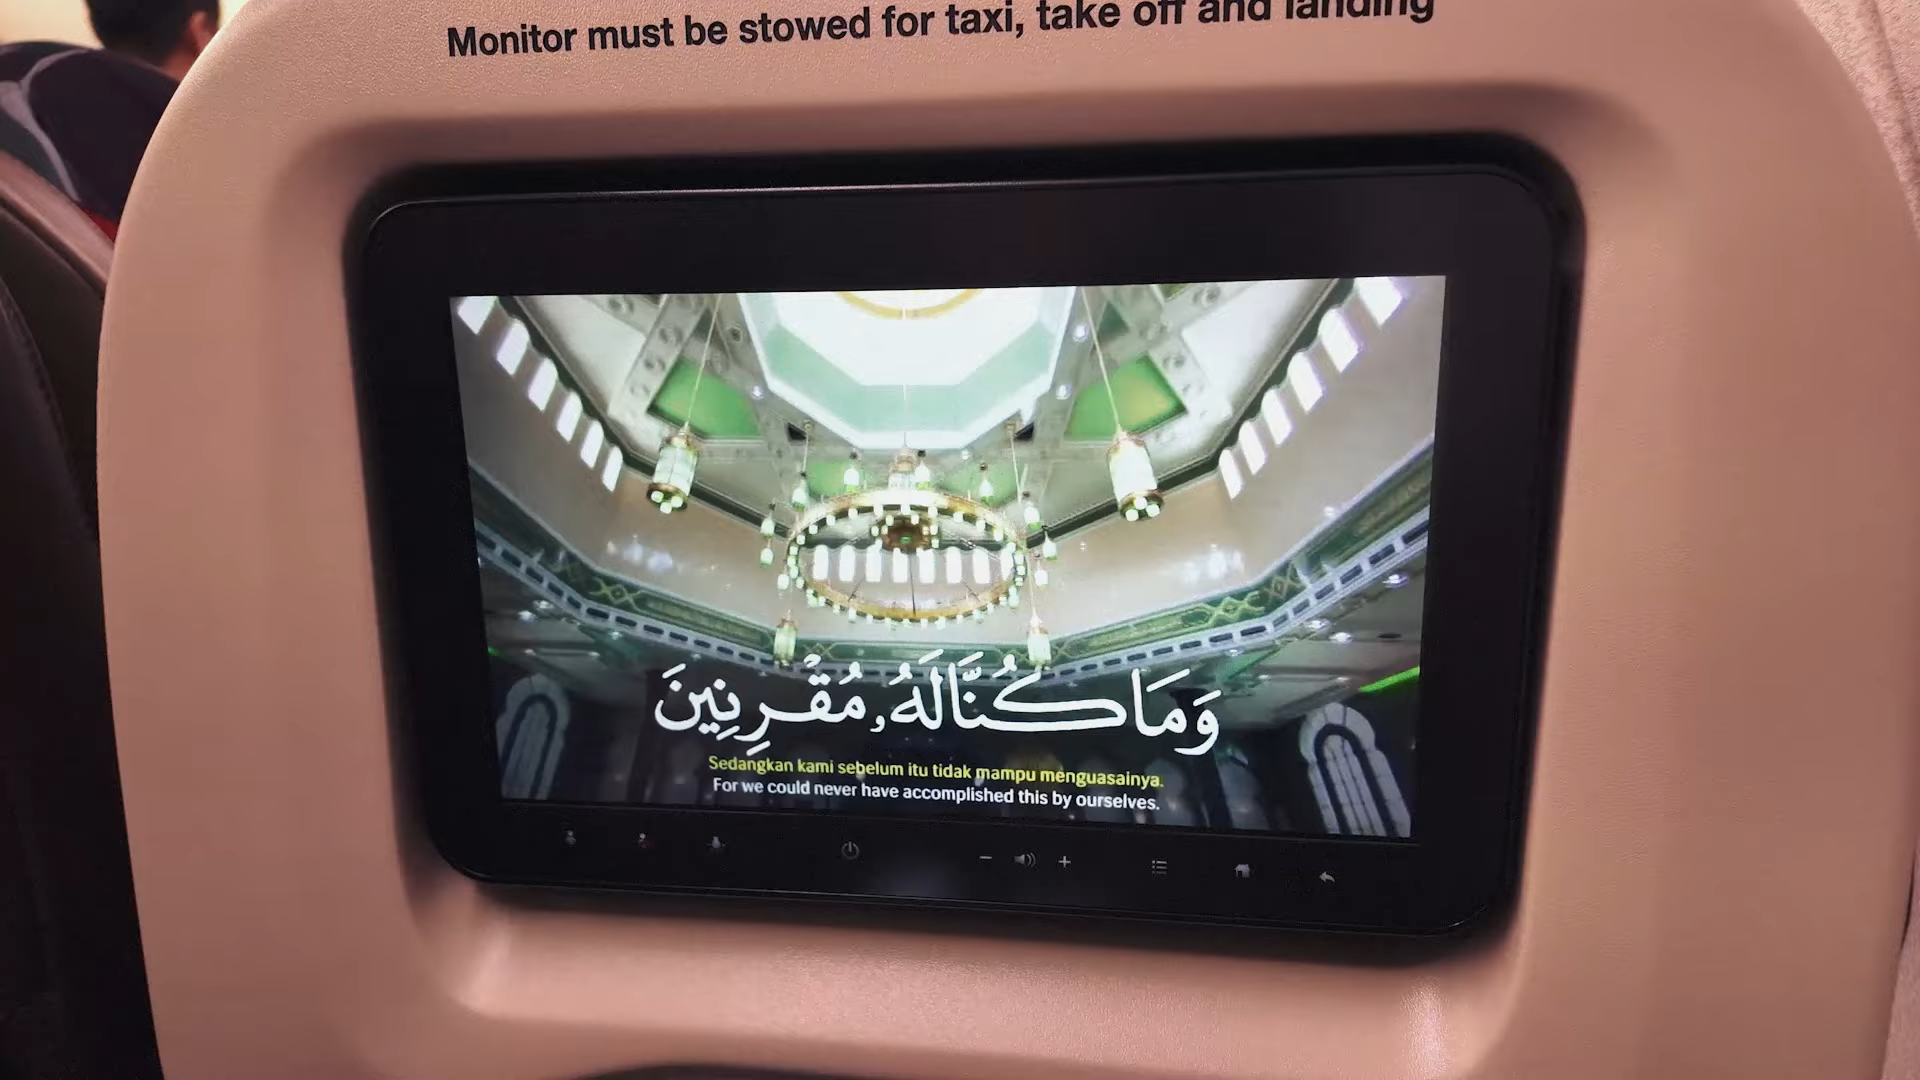 Monitor must be stowed for taxi, take off and landing
وَمَا كُنَّا لَهُۥ مُقْرِنِينَ
Sedangkan kami sebelum itu tidak mampu menguasainya.
For we could never have accomplished this by ourselves.